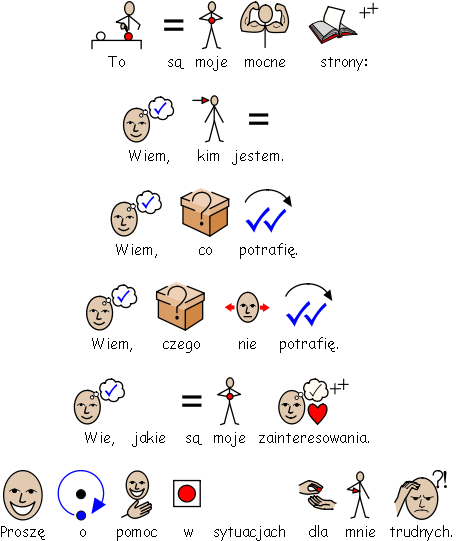 To są moje mocne strony:
Wiem, kim jestem.
Wiem, co potrafię.
Wiem, czego nie potrafię.
Wie, jakie są moje zainteresowania.
Proszę o pomoc w sytuacjach dla mnie trudnych.